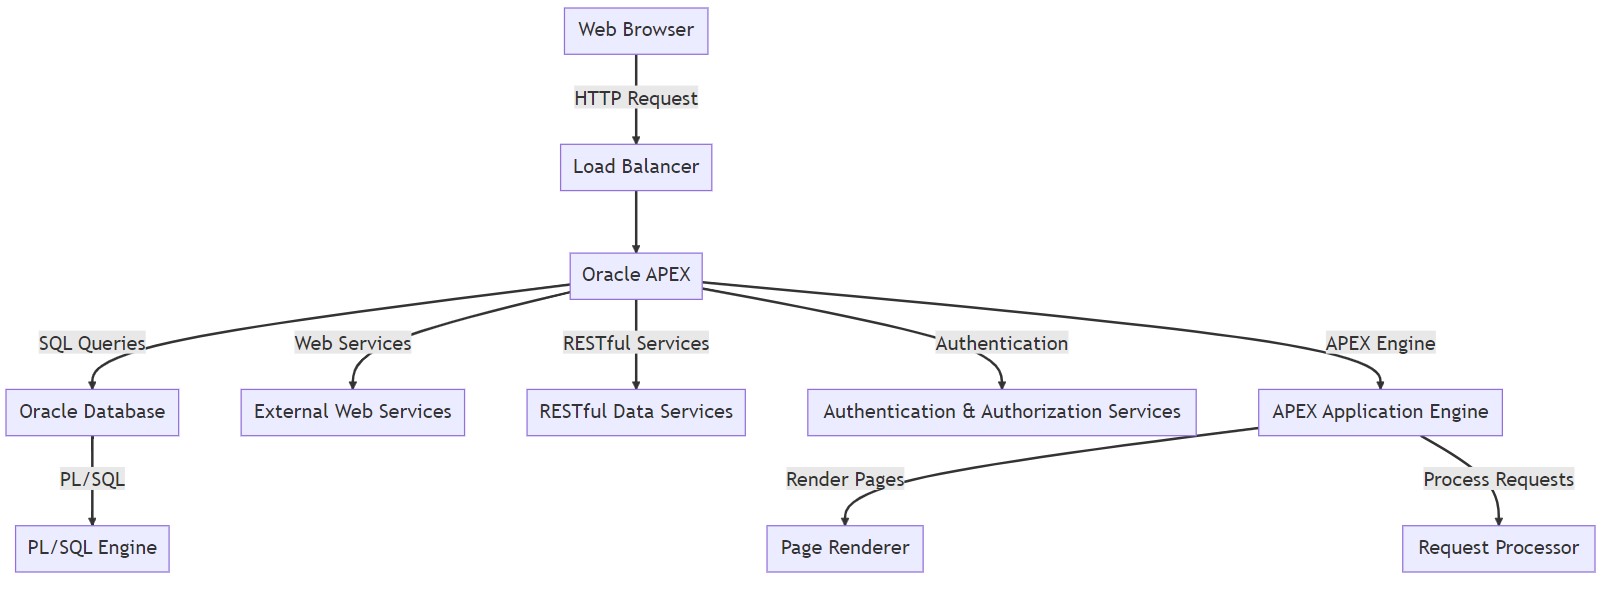 Web Browser
HTTP Request
Load Balancer
Oracle APEX
SQL Queries
Web Services
RESTful Services
Authentication
APEX Engine
Oracle Database
External Web Services
RESTful Data Services
Authentication & Authorization Services
APEX Application Engine
PL/SQL
Render Pages
Process Requests
PL/SQL Engine
Page Renderer
Request Processor